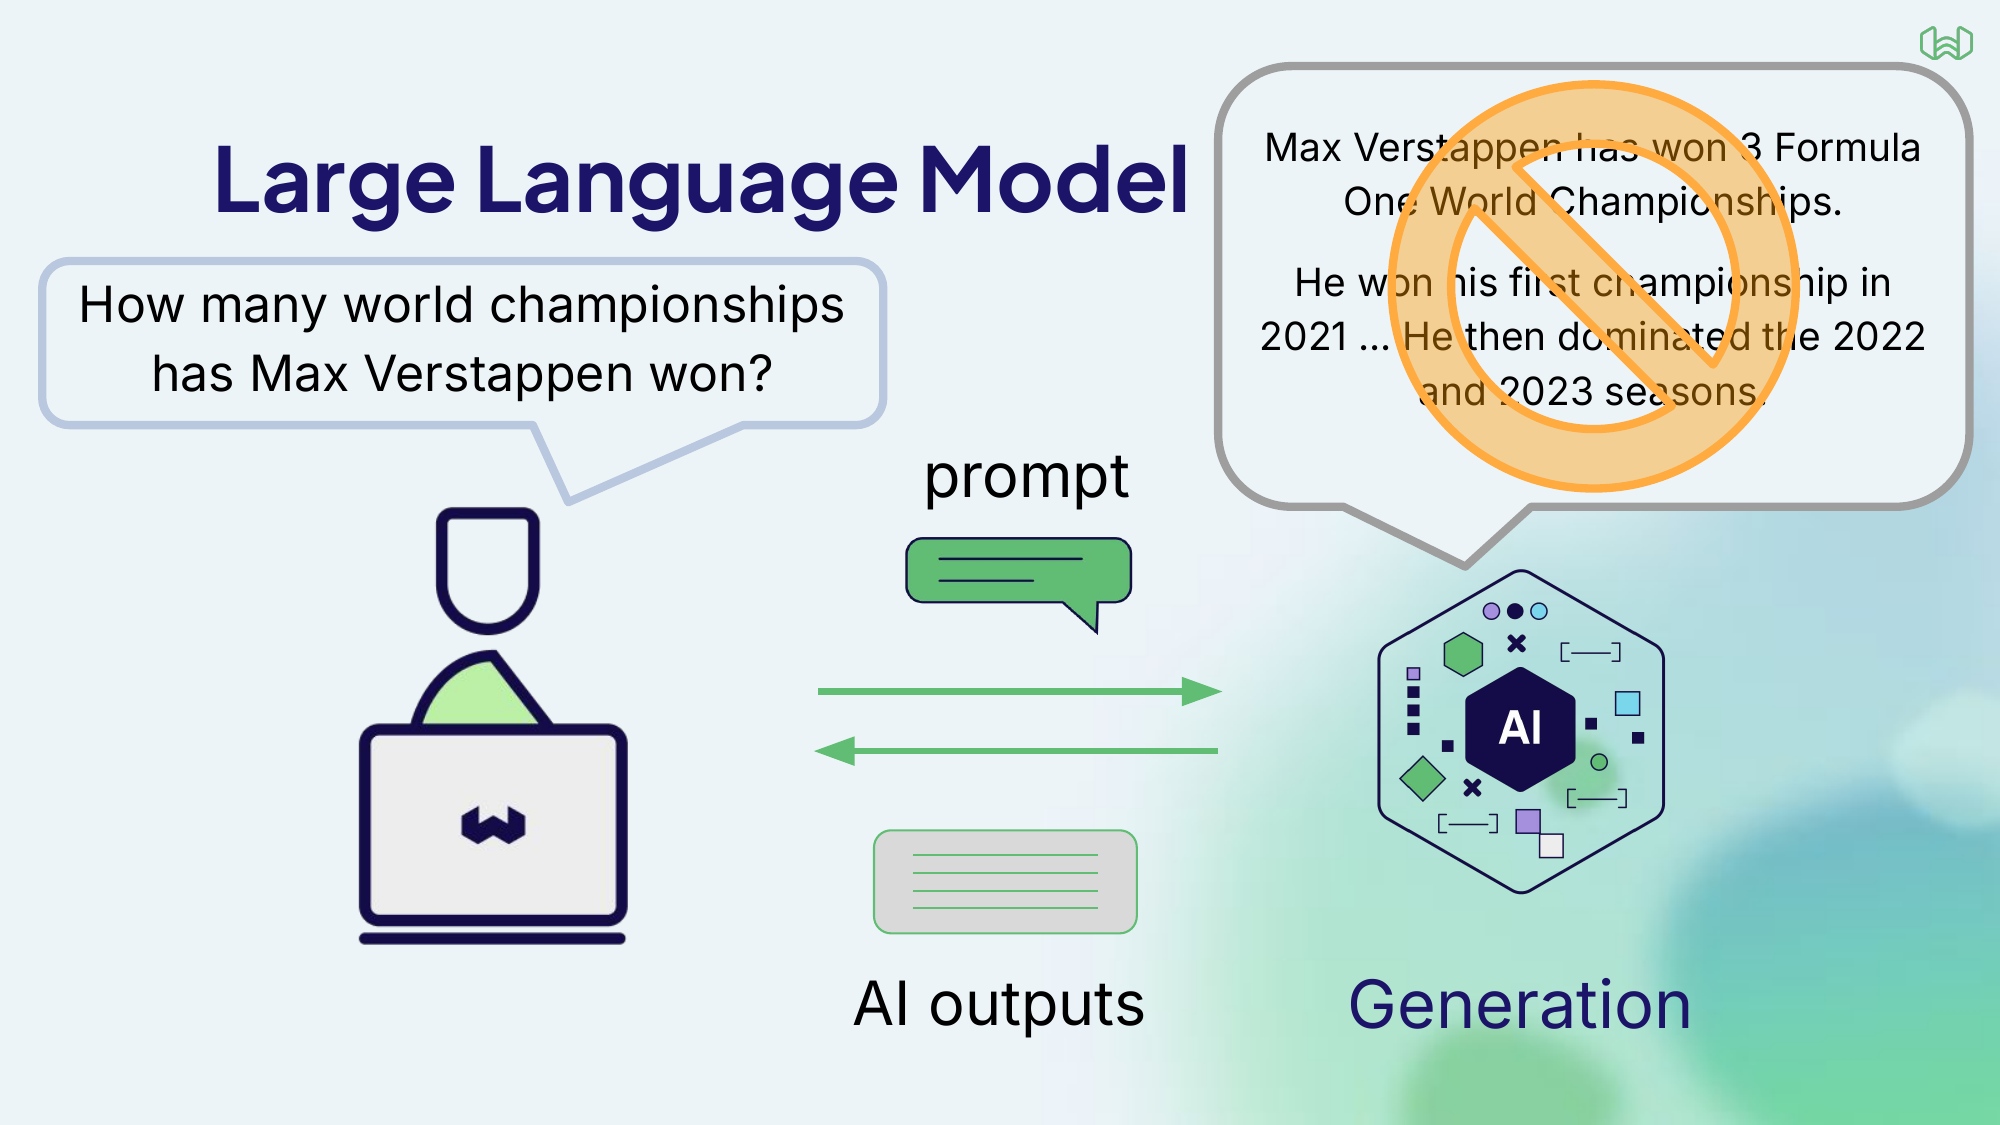 Large Language Model
How many world championships
has Max Verstappen won?
Max Verstappen has won 3 Formula
One World Championships.
He won his first championship in
2021 ... He then dominated the 2022
and 2023 seasons.
prompt
AI
AI outputs
Generation